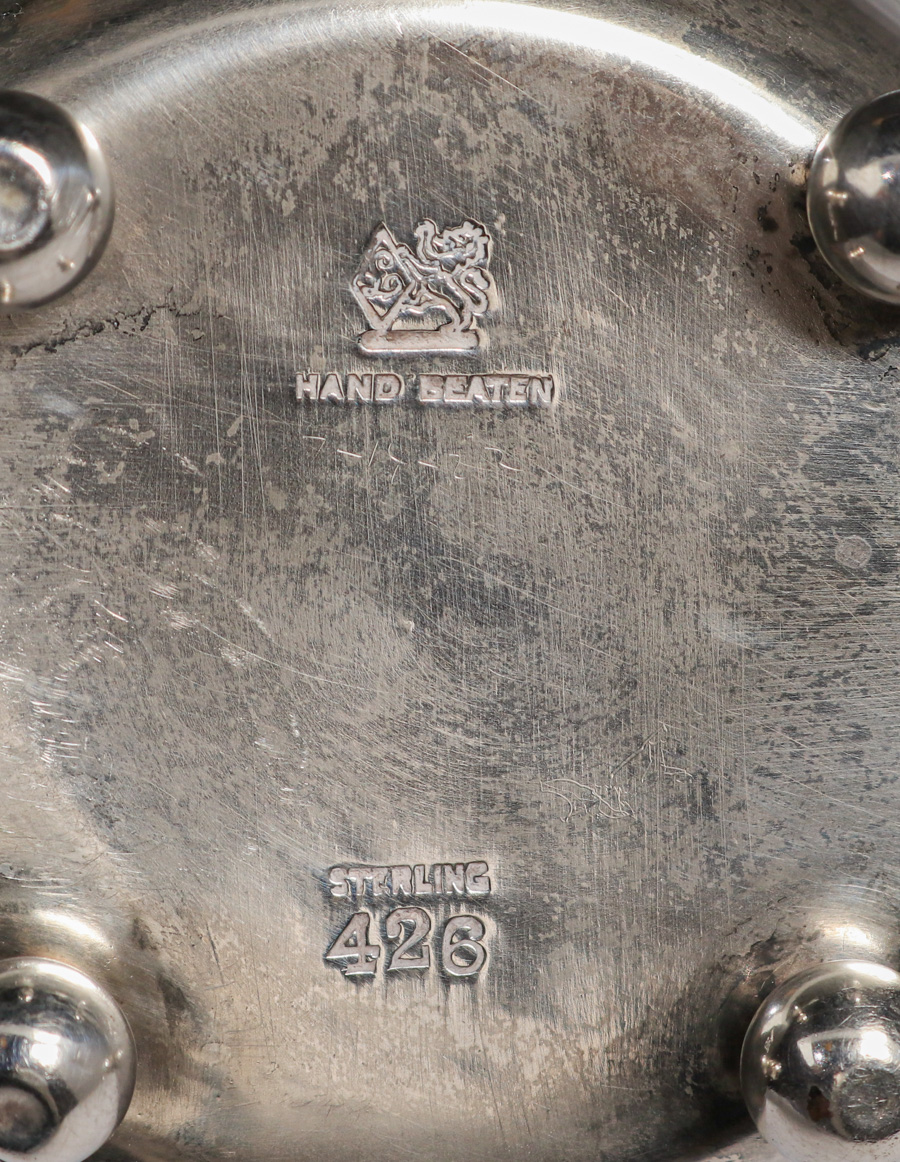 HAND BEATEN
STERLING
426